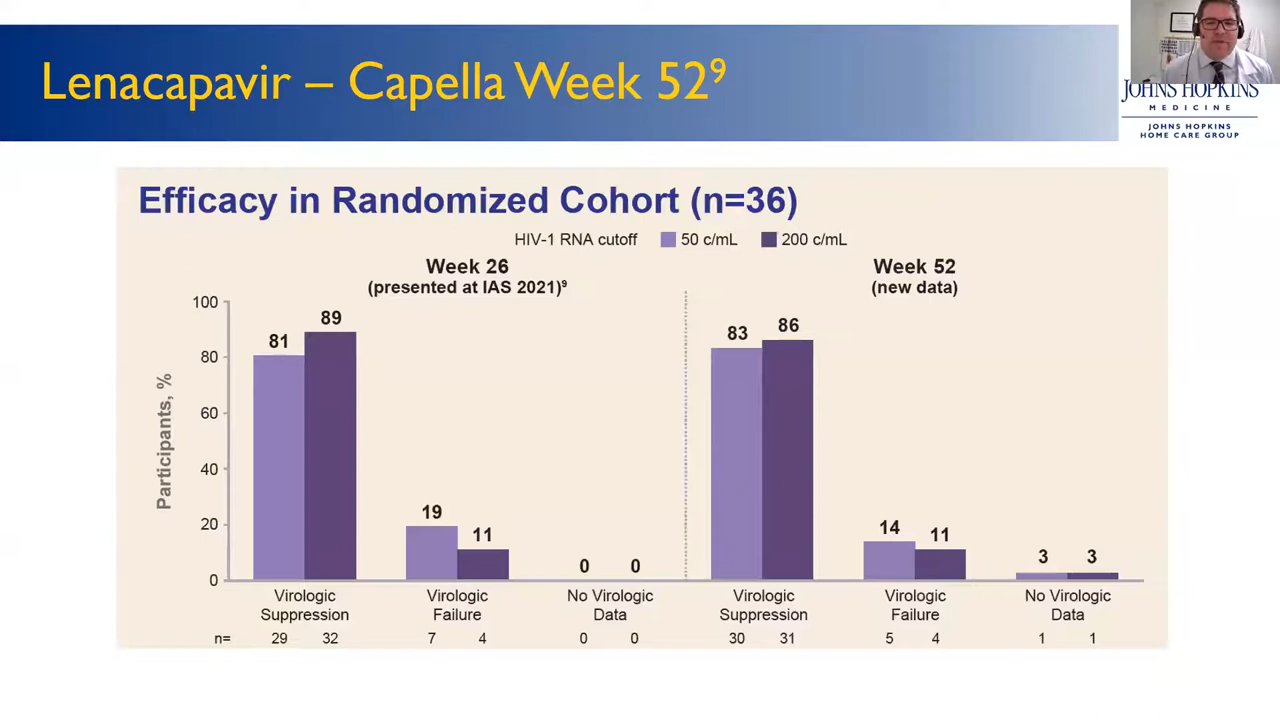 Lenacapavir – Capella Week 52⁹
JOHNS HOPKINS
MEDICINE
JOHNS HOPKINS
HOME CARE GROUP
Efficacy in Randomized Cohort (n=36)
HIV-1 RNA cutoff 50 c/mL 200 c/mL
Week 26
(presented at IAS 2021)⁹
Week 52
(new data)
Participants, %
100
80
60
40
20
0
81 89
19 11
0 0
83 86
14 11
3 3
Virologic
Suppression
Virologic
Failure
No Virologic
Data
Virologic
Suppression
Virologic
Failure
No Virologic
Data
n= 29 32 7 4 0 0 30 31 5 4 1 1